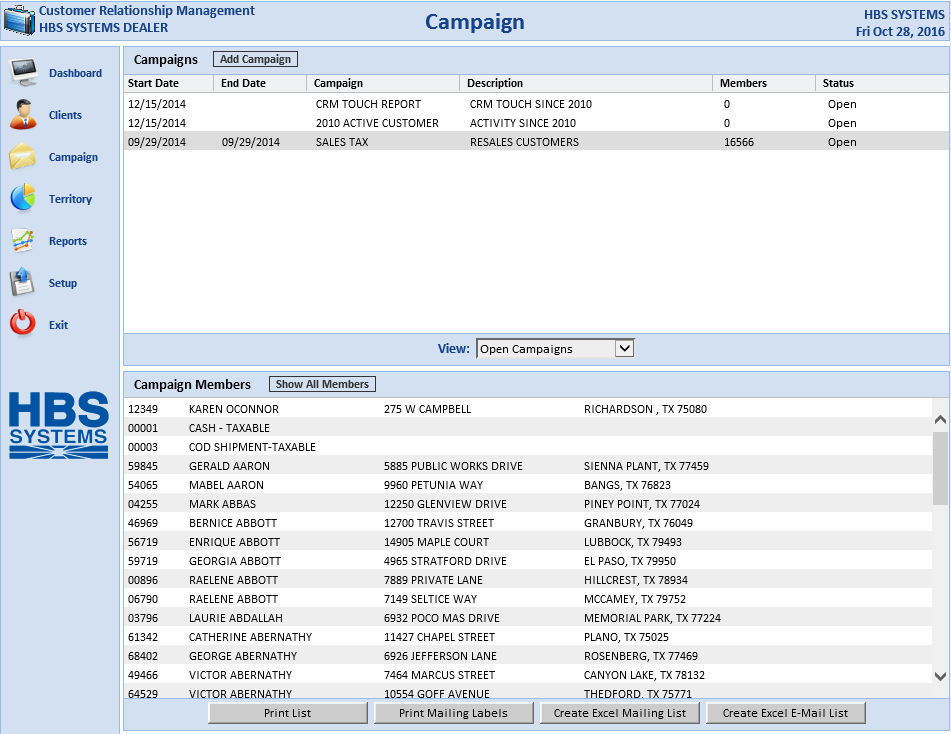 Customer Relationship Management
HBS SYSTEMS DEALER
Campaign
HBS SYSTEMS
Fri Oct 28, 2016
Dashboard
Clients
Campaign
Territory
Reports
Setup
Exit
HBS
SYSTEMS
Campaigns Add Campaign
Start Date End Date Campaign Description Members Status
12/15/2014 CRM TOUCH REPORT CRM TOUCH SINCE 2010 0 Open
12/15/2014 2010 ACTIVE CUSTOMER ACTIVITY SINCE 2010 0 Open
09/29/2014 09/29/2014 SALES TAX RESALES CUSTOMERS 16566 Open
View: Open Campaigns
Campaign Members Show All Members
12349 KAREN OCONNOR 275 W CAMPBELL RICHARDSON , TX 75080
00001 CASH - TAXABLE
00003 COD SHIPMENT-TAXABLE
59845 GERALD AARON 5885 PUBLIC WORKS DRIVE SIENNA PLANT, TX 77459
54065 MABEL AARON 9960 PETUNIA WAY BANGS, TX 76823
04255 MARK ABBAS 12250 GLENVIEW DRIVE PINEY POINT, TX 77024
46969 BERNICE ABBOTT 12700 TRAVIS STREET GRANBURY, TX 76049
56719 ENRIQUE ABBOTT 14905 MAPLE COURT LUBBOCK, TX 79493
59719 GEORGIA ABBOTT 4965 STRATFORD DRIVE EL PASO, TX 79950
00896 RAELENE ABBOTT 7889 PRIVATE LANE HILLCREST, TX 78934
06790 RAELENE ABBOTT 7149 SELTICE WAY MCCAMEY, TX 79752
03796 LAURIE ABDALLAH 6932 POCO MAS DRIVE MEMORIAL PARK, TX 77224
61342 CATHERINE ABERNATHY 11427 CHAPEL STREET PLANO, TX 75025
68402 GEORGE ABERNATHY 6926 JEFFERSON LANE ROSENBERG, TX 77469
49466 VICTOR ABERNATHY 7464 MARCUS STREET CANYON LAKE, TX 78132
64529 VICTOR ABERNATHY 10554 GOFF AVENUE THEDFORD, TX 75771
Print List Print Mailing Labels Create Excel Mailing List Create Excel E-Mail List